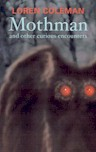 LOREN COLEMAN
Mothman
and other curious encounters